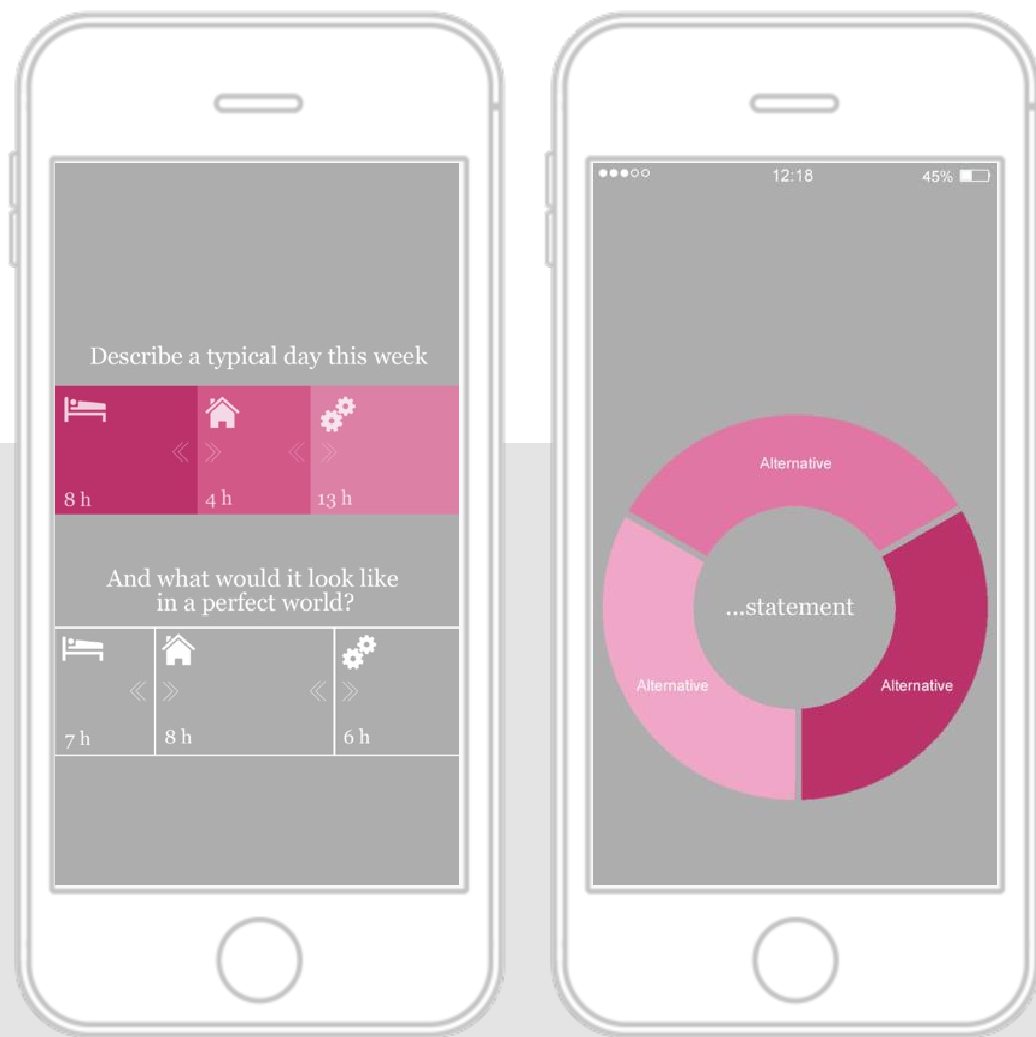 Describe a typical day this week
8 h
4 h
13 h
And what would it look like
in a perfect world?
7 h
8 h
6 h
12:18
45%
Alternative
...statement
Alternative
Alternative